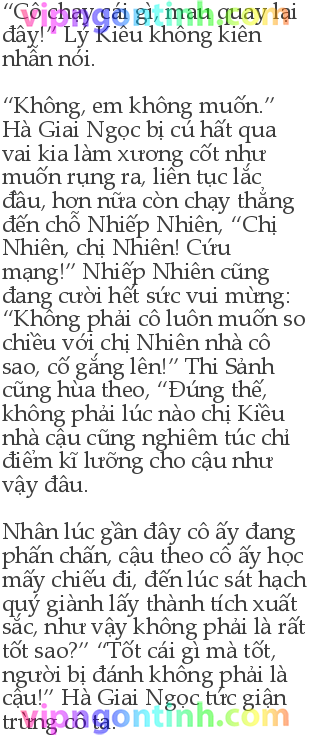 “Cô chạy cái gì, mau quay lại
đây!” Lý Kiều không kiên
nhẫn nói.
“Không, em không muốn.”
Hà Giai Ngọc bị cú hất qua
vai kia làm xương cốt như
muốn rụng ra, liên tục lắc
đầu, hơn nữa còn chạy thẳng
đến chỗ Nhiếp Nhiên, “Chị
Nhiên, chị Nhiên! Cứu
mạng!” Nhiếp Nhiên cũng
đang cười hết sức vui mừng:
“Không phải cô luôn muốn so
chiều với chị Nhiên nhà cô
sao, cố gắng lên!” Thi Sảnh
cũng hùa theo, “Đúng thế,
không phải lúc nào chị Kiều
nhà cậu cũng nghiêm túc chỉ
điểm kĩ lưỡng cho cậu như
vậy đâu.
Nhân lúc gần đây cô ấy đang
phấn chấn, cậu theo cô ấy học
mấy chiếu đi, đến lúc sát hạch
quý giành lấy thành tích xuất
sắc, như vậy không phải là rất
tốt sao?” “Tốt cái gì mà tốt,
người bị đánh không phải là
cậu!” Hà Giai Ngọc tức giận
trừng cô ta.
vipngontinh.com
vipngontinh.com